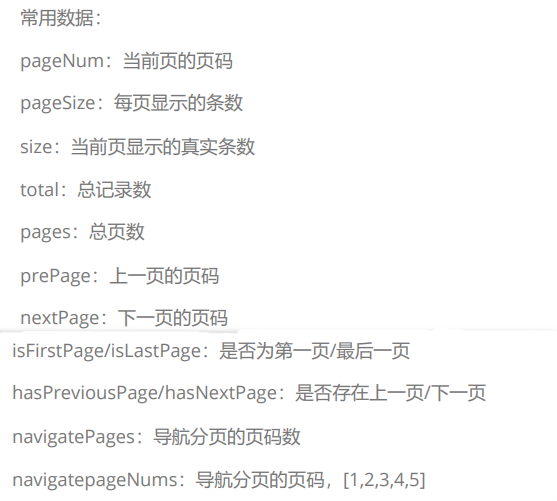 常用数据：
pageNum：当前页的页码
pageSize：每页显示的条数
size：当前页显示的真实条数
total：总记录数
pages：总页数
prePage：上一页的页码
nextPage：下一页的页码
isFirstPage/isLastPage：是否为第一页/最后一页
hasPreviousPage/hasNextPage：是否存在上一页/下一页
navigatePages：导航分页的页码数
navigatepageNums：导航分页的页码，[1,2,3,4,5]